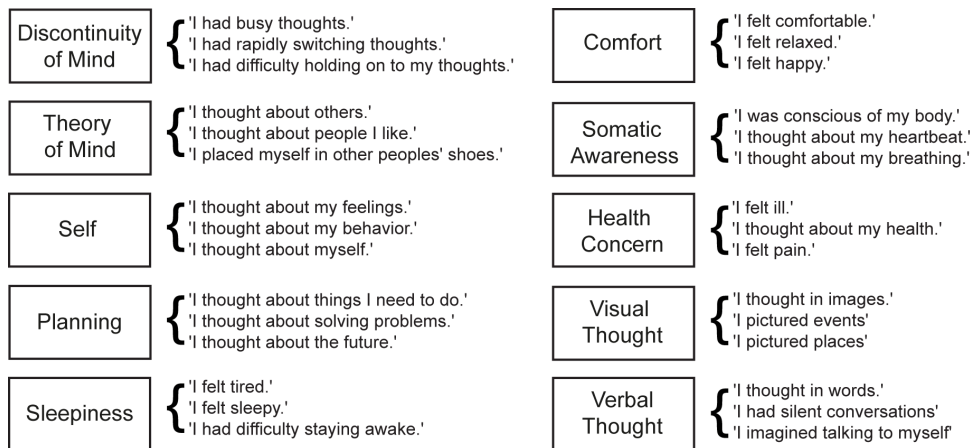 Discontinuity
of Mind
'I had busy thoughts.'
'I had rapidly switching thoughts.'
'I had difficulty holding on to my thoughts.'
Theory
of Mind
'I thought about others.'
'I thought about people I like.'
'I placed myself in other peoples' shoes.'
Self
'I thought about my feelings.'
'I thought about my behavior.'
'I thought about myself.'
Planning
'I thought about things I need to do.'
'I thought about solving problems.'
'I thought about the future.'
Sleepiness
'I felt tired.'
'I felt sleepy.'
'I had difficulty staying awake.'
Comfort
'I felt comfortable.'
'I felt relaxed.'
'I felt happy.'
Somatic
Awareness
'I was conscious of my body.'
'I thought about my heartbeat.'
'I thought about my breathing.'
Health
Concern
'I felt ill.'
'I thought about my health.'
'I felt pain.'
Visual
Thought
'I thought in images.'
'I pictured events'
'I pictured places'
Verbal
Thought
'I thought in words.'
'I had silent conversations'
'I imagined talking to myself'